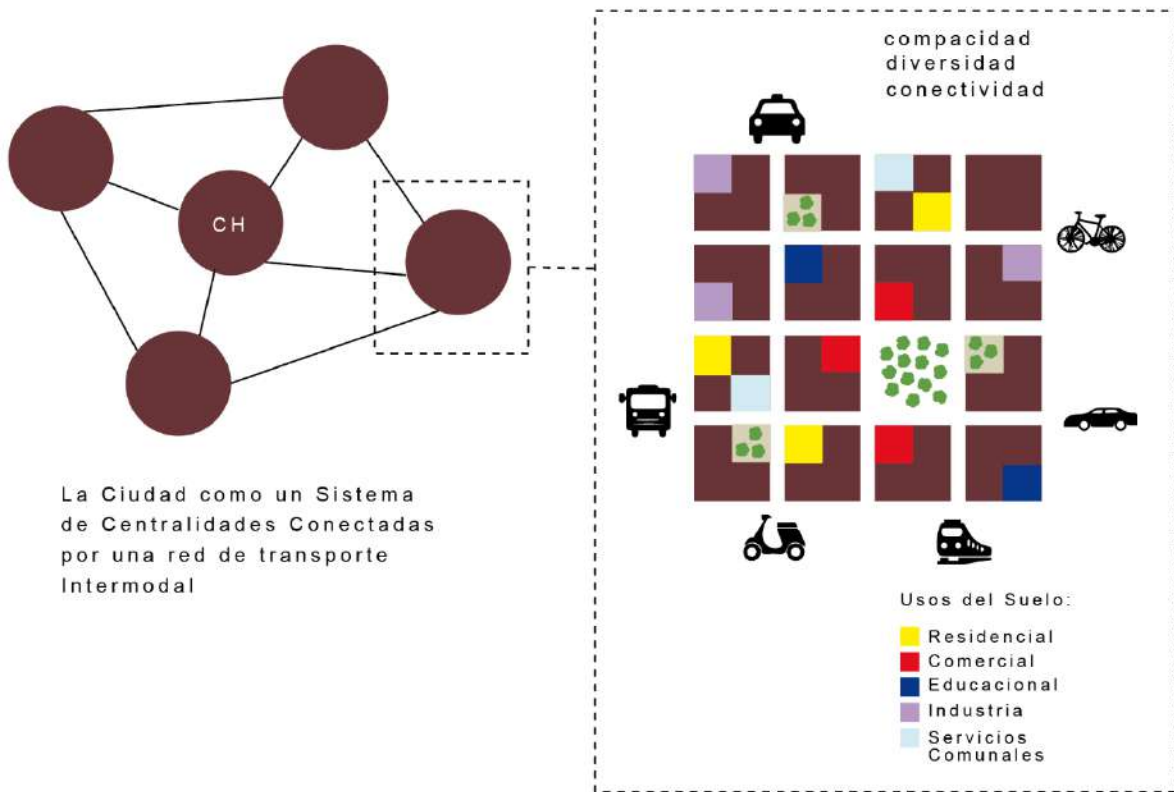 CH
La Ciudad como un Sistema
de Centralidades Conectadas
por una red de transporte
Intermodal
compacidad
diversidad
conectividad
Usos del Suelo:
Residencial
Comercial
Educacional
Industria
Servicios
Comunales